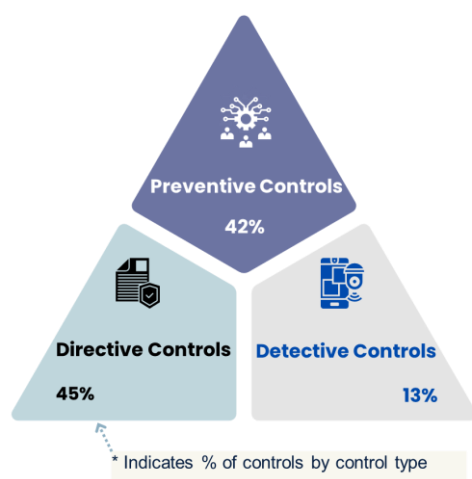 Preventive Controls
42%
Directive Controls
45%
Detective Controls
13%
* Indicates % of controls by control type